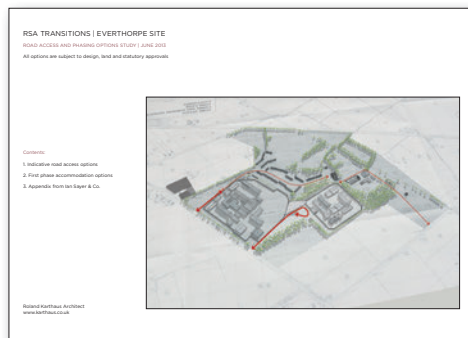 RSA TRANSITIONS | EVERTHORPE SITE
ROAD ACCESS AND PHASING OPTIONS STUDY | JUNE 2013
All options are subject to design, land and statutory approvals
Contents:
1. Indicative road access options
2. First phase accommodation options
3. Appendix from Ian Sayer & Co.
Roland Karthaus Architect
www.karthaus.co.uk